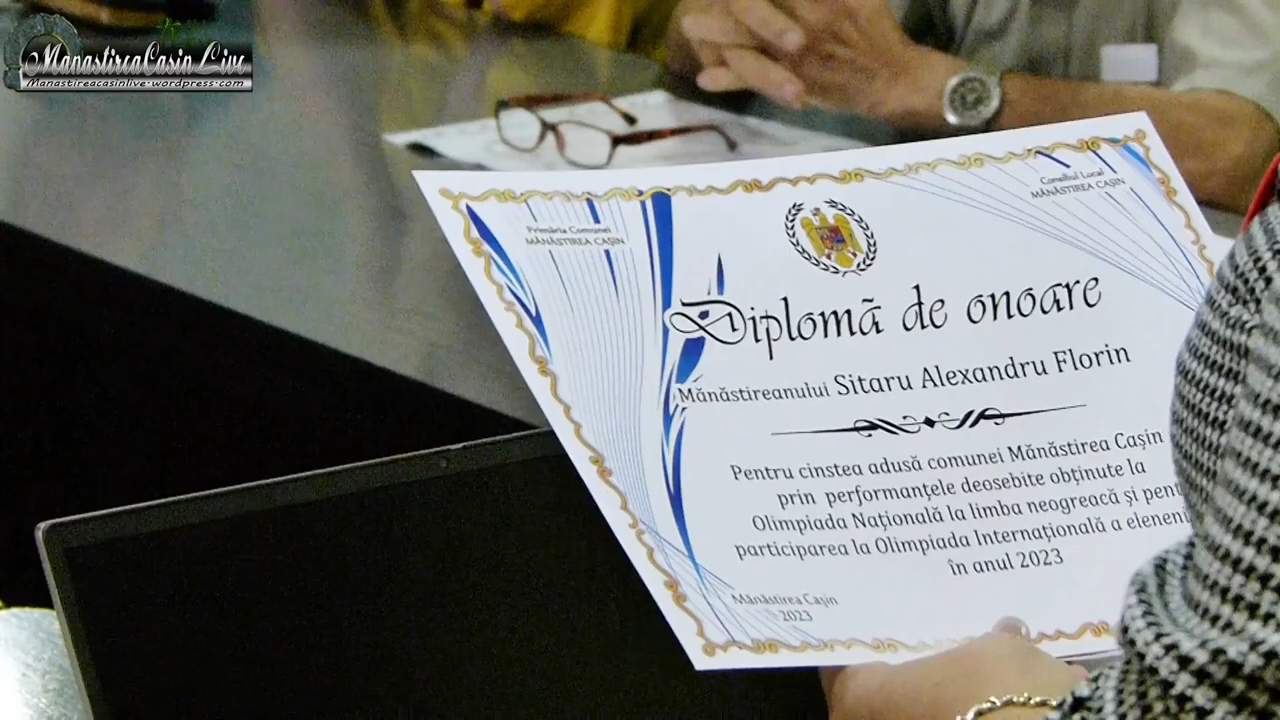 ManastireaCasin Live
Manastireacasinlive.wordpress.com
Primăria Comunei
MĂNĂSTIREA CAȘIN
Consiliul Local
MĂNĂSTIREA CAȘIN
Diplomă de onoare
Mănăstireanului Sitaru Alexandru Florin
Pentru cinstea adusă comunei Mănăstirea Cașin
prin performanțele deosebite obținute la
Olimpiada Națională la limba neogreacă și pent
participarea la Olimpiada Internațională a eleneni
în anul 2023
Mănăstirea Cașin
2023